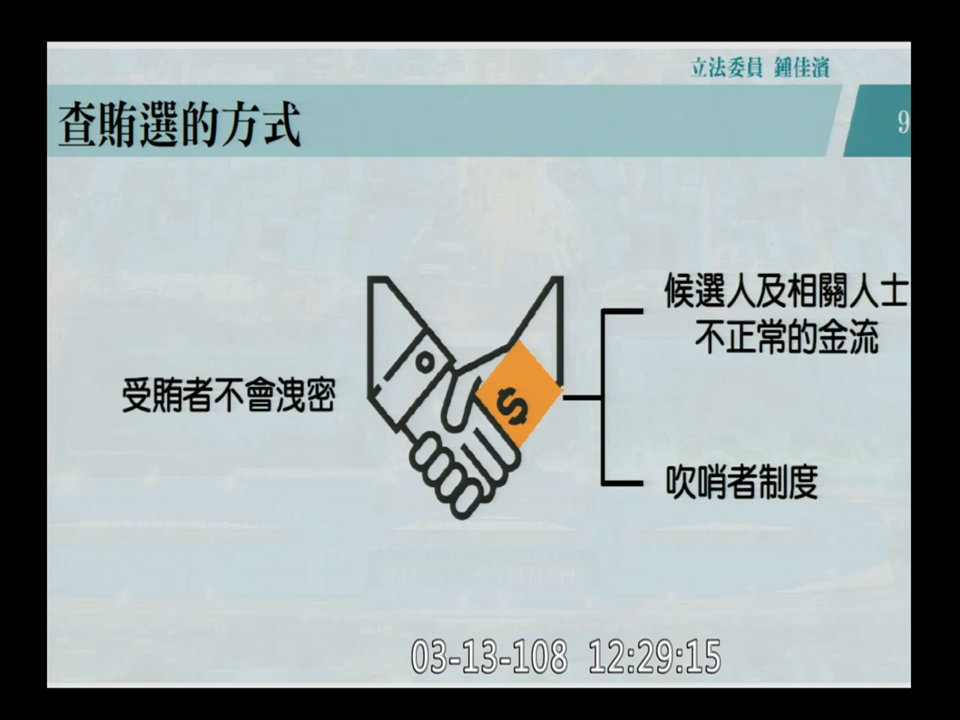 立法委員 鍾佳濱
查賄選的方式
9
候選人及相關人士
不正常的金流
受賄者不會洩密
$
吹哨者制度
03-13-108 12:29:15